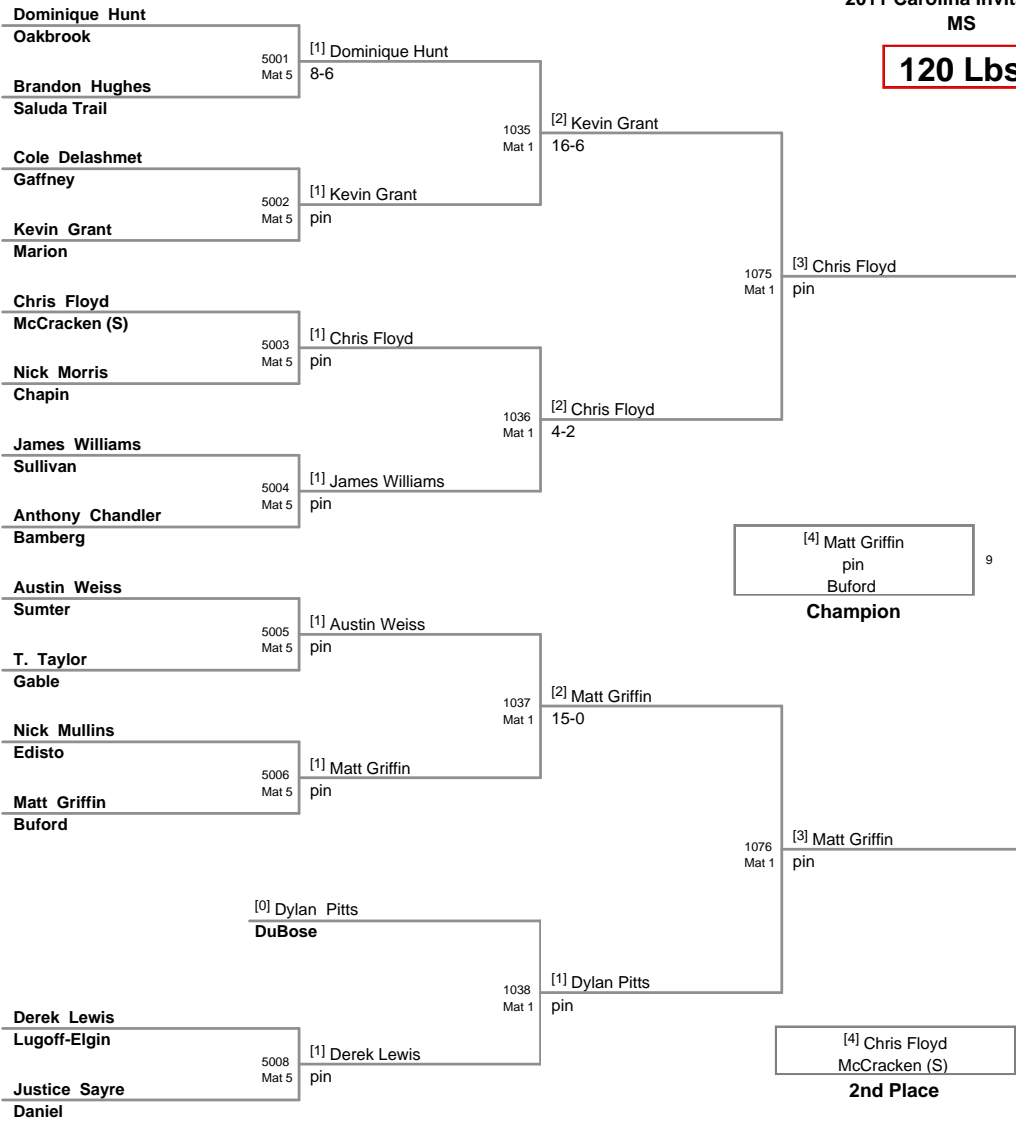 2011 Carolina Invita
MS
120 Lbs
Dominique Hunt
Oakbrook
5001
Mat 5
[1] Dominique Hunt
8-6
Brandon Hughes
Saluda Trail
1035
Mat 1
[2] Kevin Grant
16-6
Cole Delashmet
Gaffney
5002
Mat 5
[1] Kevin Grant
pin
Kevin Grant
Marion
1075
Mat 1
[3] Chris Floyd
pin
Chris Floyd
McCracken (S)
5003
Mat 5
[1] Chris Floyd
pin
Nick Morris
Chapin
1036
Mat 1
[2] Chris Floyd
4-2
James Williams
Sullivan
5004
Mat 5
[1] James Williams
pin
Anthony Chandler
Bamberg
[4] Matt Griffin
pin
Buford
9
Champion
Austin Weiss
Sumter
5005
Mat 5
[1] Austin Weiss
pin
T. Taylor
Gable
1037
Mat 1
[2] Matt Griffin
15-0
Nick Mullins
Edisto
5006
Mat 5
[1] Matt Griffin
pin
Matt Griffin
Buford
1076
Mat 1
[3] Matt Griffin
pin
[0] Dylan Pitts
DuBose
1038
Mat 1
[1] Dylan Pitts
pin
Derek Lewis
Lugoff-Elgin
5008
Mat 5
[1] Derek Lewis
pin
Justice Sayre
Daniel
[4] Chris Floyd
McCracken (S)
2nd Place